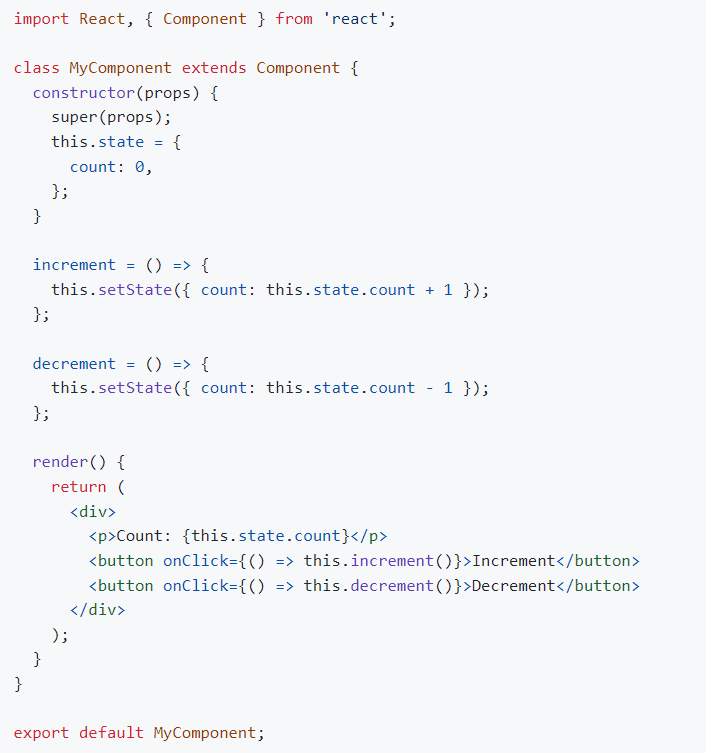 import React, { Component } from 'react';
class MyComponent extends Component {
  constructor(props) {
    super(props);
    this.state = {
      count: 0,
    };
  }
  increment = () => {
    this.setState({ count: this.state.count + 1 });
  };
  decrement = () => {
    this.setState({ count: this.state.count - 1 });
  };
  render() {
    return (
      <div>
        <p>Count: {this.state.count}</p>
        <button onClick={() => this.increment()}>Increment</button>
        <button onClick={() => this.decrement()}>Decrement</button>
      </div>
    );
  }
}
export default MyComponent;